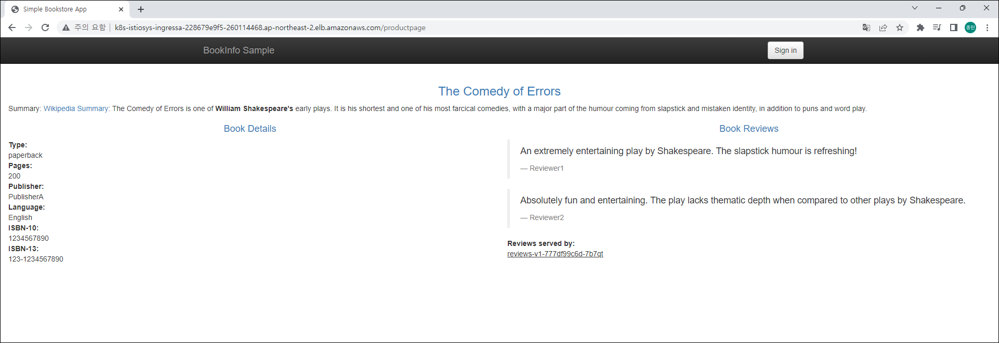 Simple Bookstore App
주의 요함
k8s-istiosys-ingressa-228679e9f5-260114468.ap-northeast-2.elb.amazonaws.com/productpage
종민
BookInfo Sample
Sign in
The Comedy of Errors
Summary: Wikipedia Summary: The Comedy of Errors is one of William Shakespeare's early plays. It is his shortest and one of his most farcical comedies, with a major part of the humour coming from slapstick and mistaken identity, in addition to puns and word play.
Book Details
Type:
paperback
Pages:
200
Publisher:
PublisherA
Language:
English
ISBN-10:
1234567890
ISBN-13:
123-1234567890
Book Reviews
An extremely entertaining play by Shakespeare. The slapstick humour is refreshing!
— Reviewer1
Absolutely fun and entertaining. The play lacks thematic depth when compared to other plays by Shakespeare.
— Reviewer2
Reviews served by:
reviews-v1-777df99c6d-7b7qt